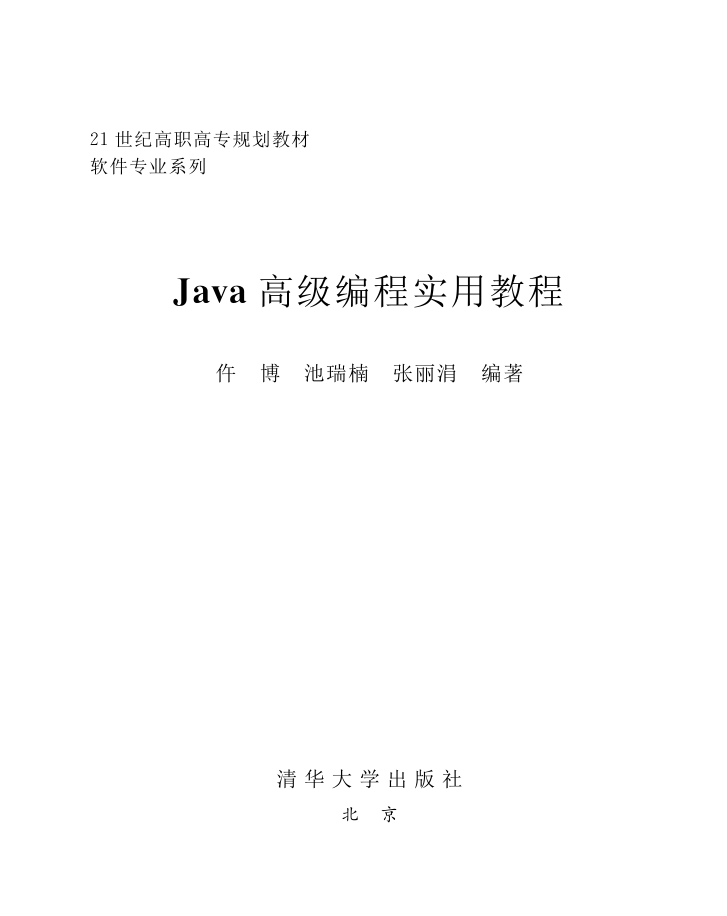 21 世纪高职高专规划教材
软件专业系列
Java 高级编程实用教程
仵 博 池瑞楠 张丽涓 编著
清华大学出版社
北 京